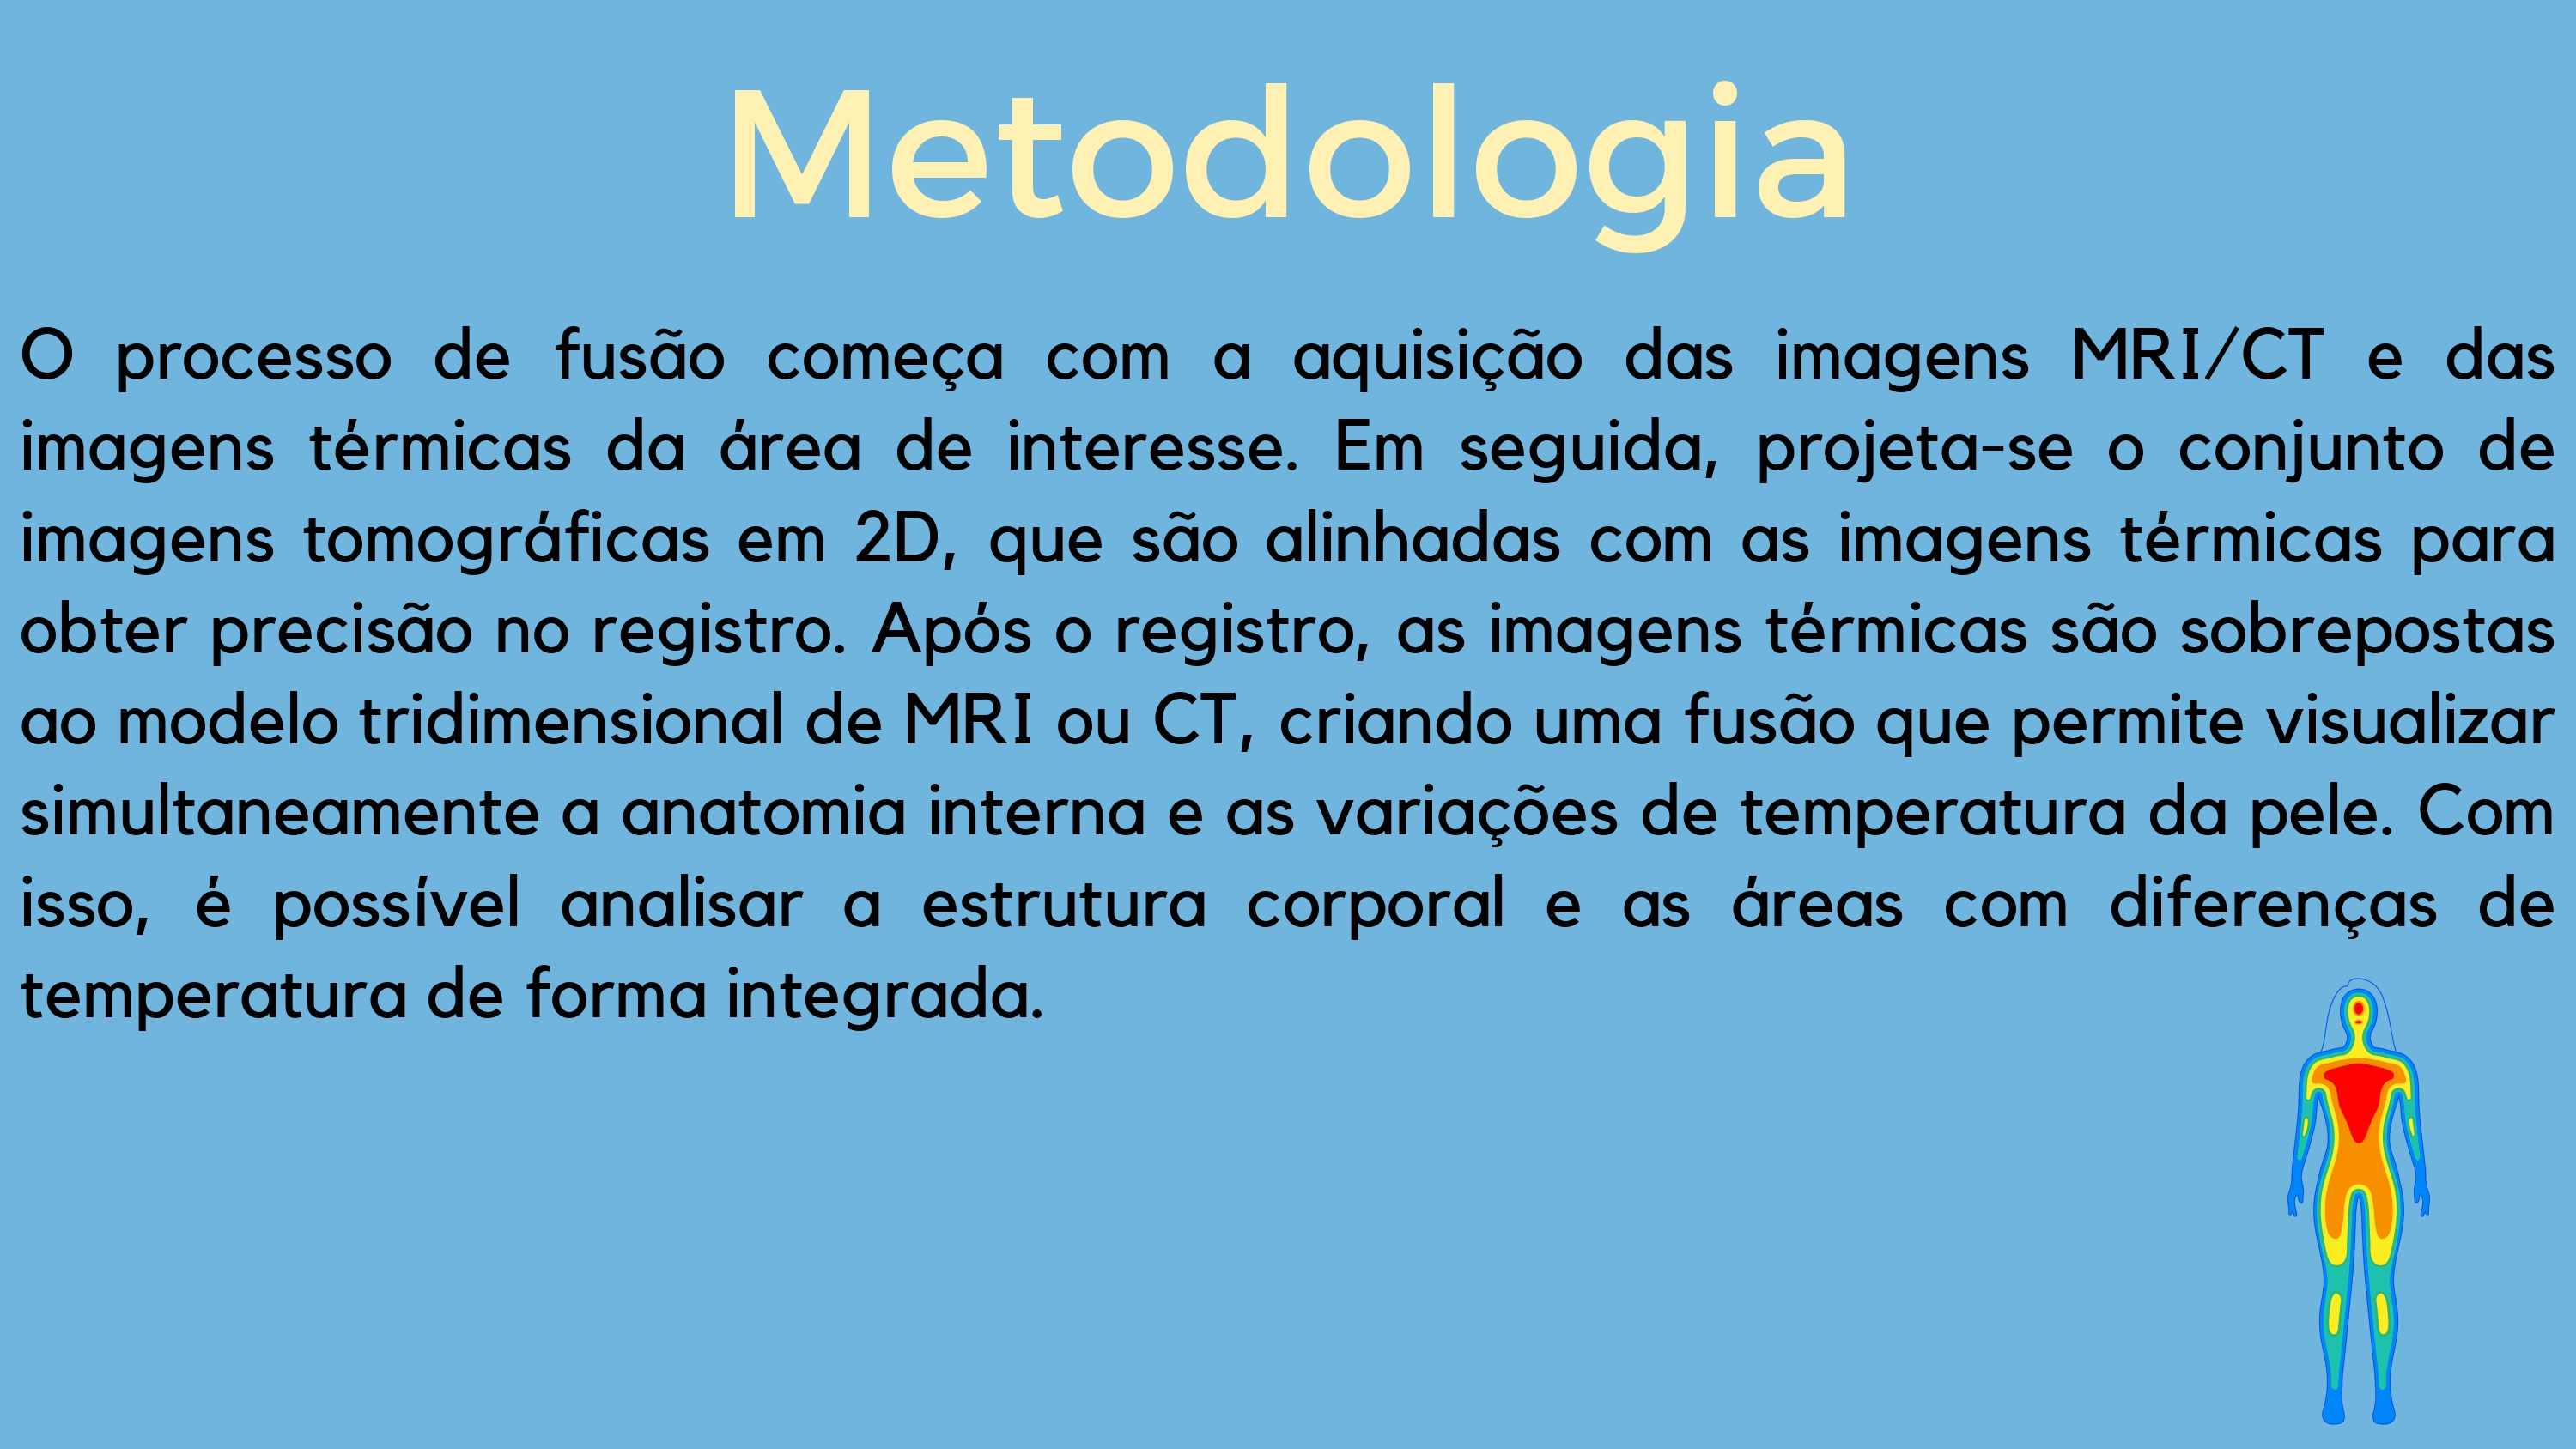 Metodologia
O processo de fusão começa com a aquisição das imagens MRI/CT e das
imagens térmicas da área de interesse. Em seguida, projeta-se o conjunto de
imagens tomográficas em 2D, que são alinhadas com as imagens térmicas para
obter precisão no registro. Após o registro, as imagens térmicas são sobrepostas
ao modelo tridimensional de MRI ou CT, criando uma fusão que permite visualizar
simultaneamente a anatomia interna e as variações de temperatura da pele. Com
isso, é possível analisar a estrutura corporal e as áreas com diferenças de
temperatura de forma integrada.